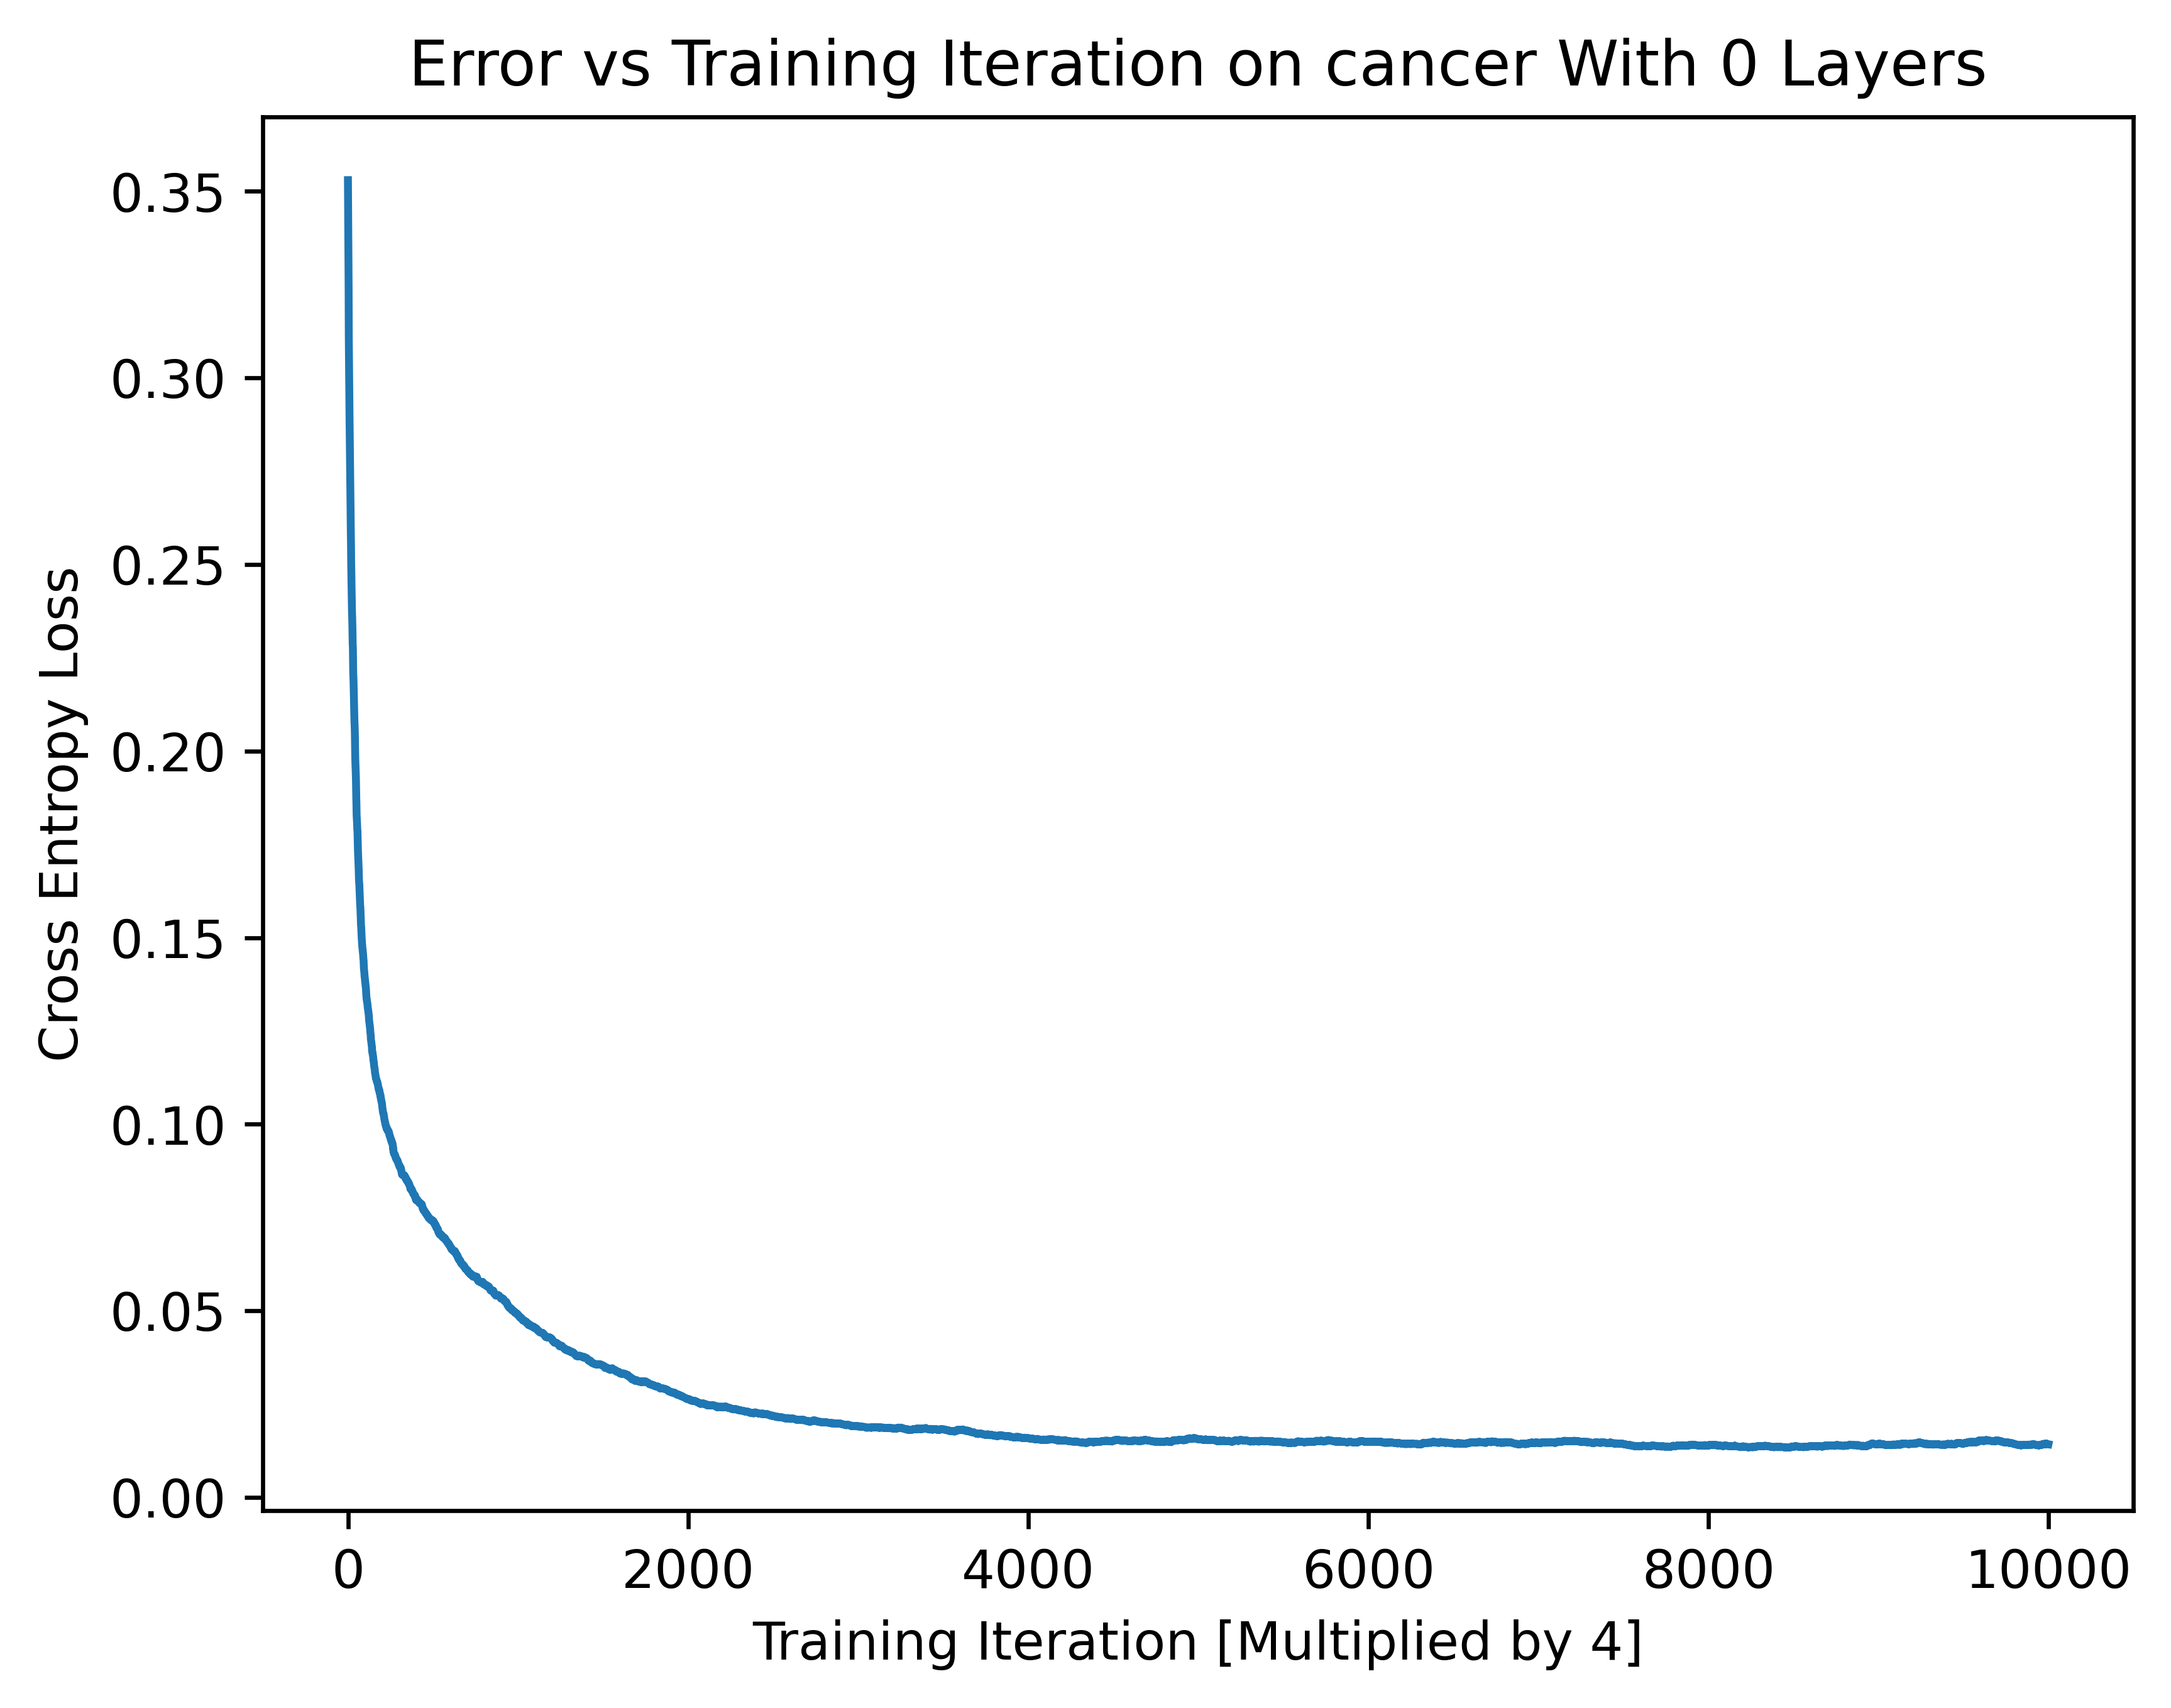 Error vs Training Iteration on cancer With 0 Layers
Cross Entropy Loss
0.35
0.30
0.25
0.20
0.15
0.10
0.05
0.00
0 2000 4000 6000 8000 10000
Training Iteration [Multiplied by 4]